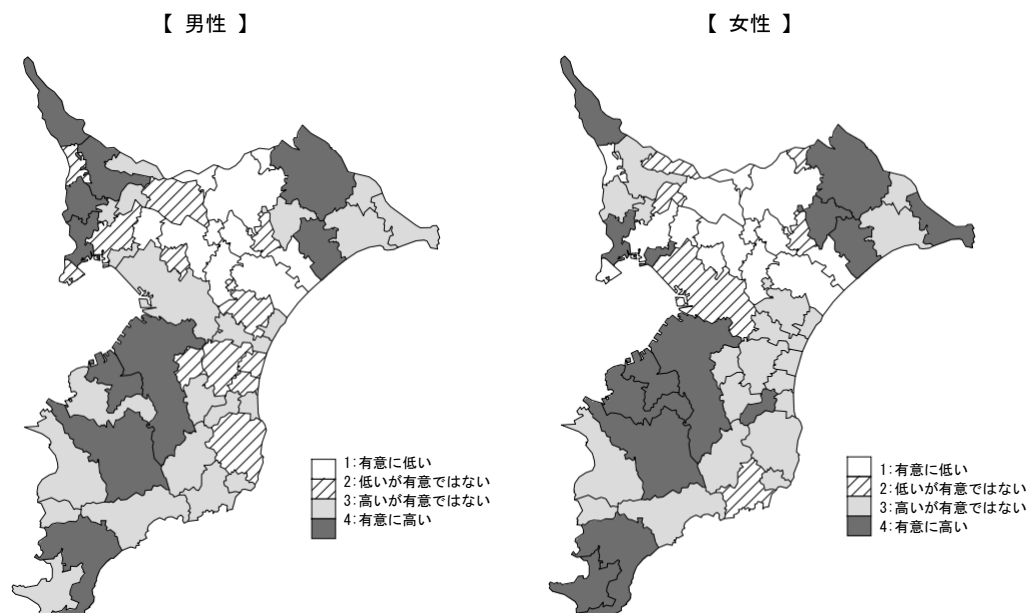 【 男性 】
【 女性 】
1：有意に低い
2：低いが有意ではない
3：高いが有意ではない
4：有意に高い
1：有意に低い
2：低いが有意ではない
3：高いが有意ではない
4：有意に高い